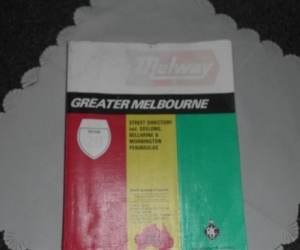 Melway
GREATER MELBOURNE
STREET DIRECTORY
incl. GEELONG,
BELLARINE &
MORNINGTON
PENINSULAS